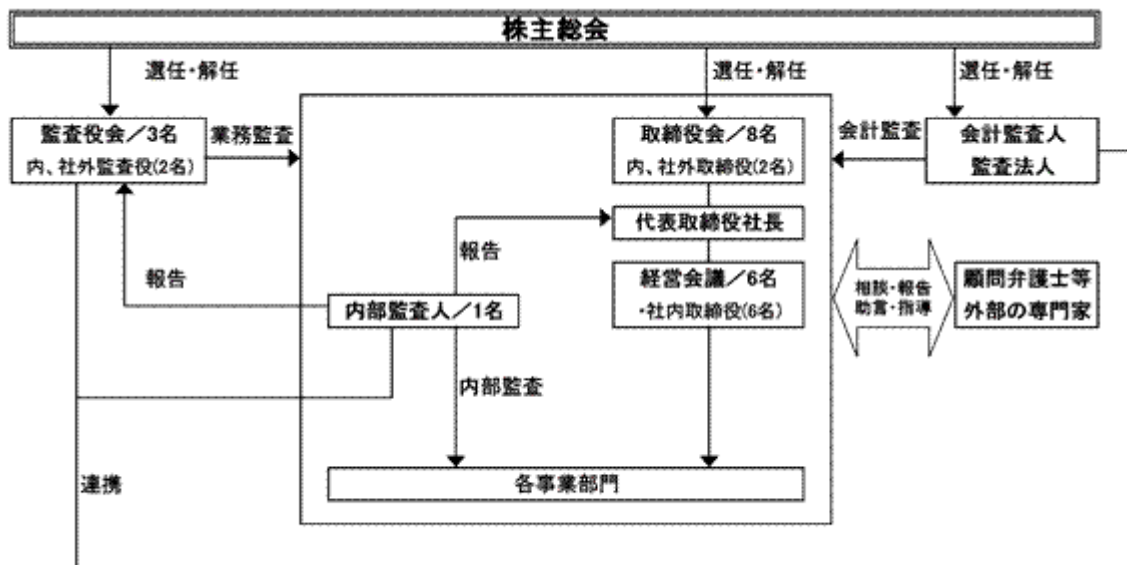 株主総会
選任・解任
選任・解任
選任・解任
監査役会／3名
内、社外監査役(2名)
業務監査
取締役会／8名
内、社外取締役(2名)
会計監査
会計監査人
監査法人
代表取締役社長
報告
報告
経営会議／6名
・社内取締役(6名)
相談・報告
助言・指導
顧問弁護士等
外部の専門家
内部監査人／1名
内部監査
連携
各事業部門